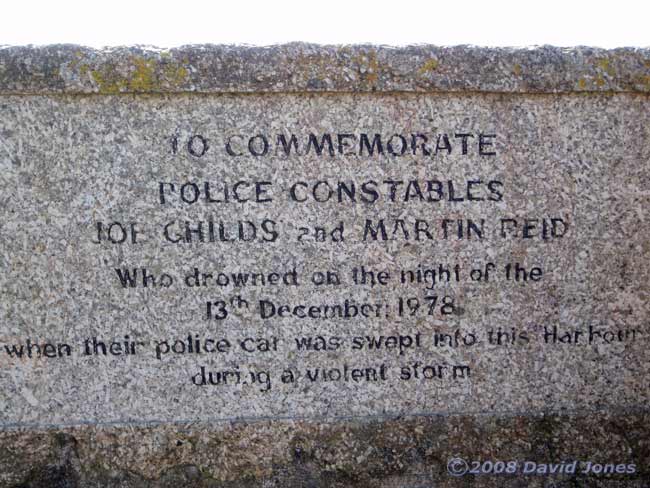 TO COMMEMORATE
POLICE CONSTABLES
JOE CHILDS and MARTIN REID
Who drowned on the night of the
13th December. 1978
when their police car was swept into this Harbour
during a violent storm
©2008 David Jones